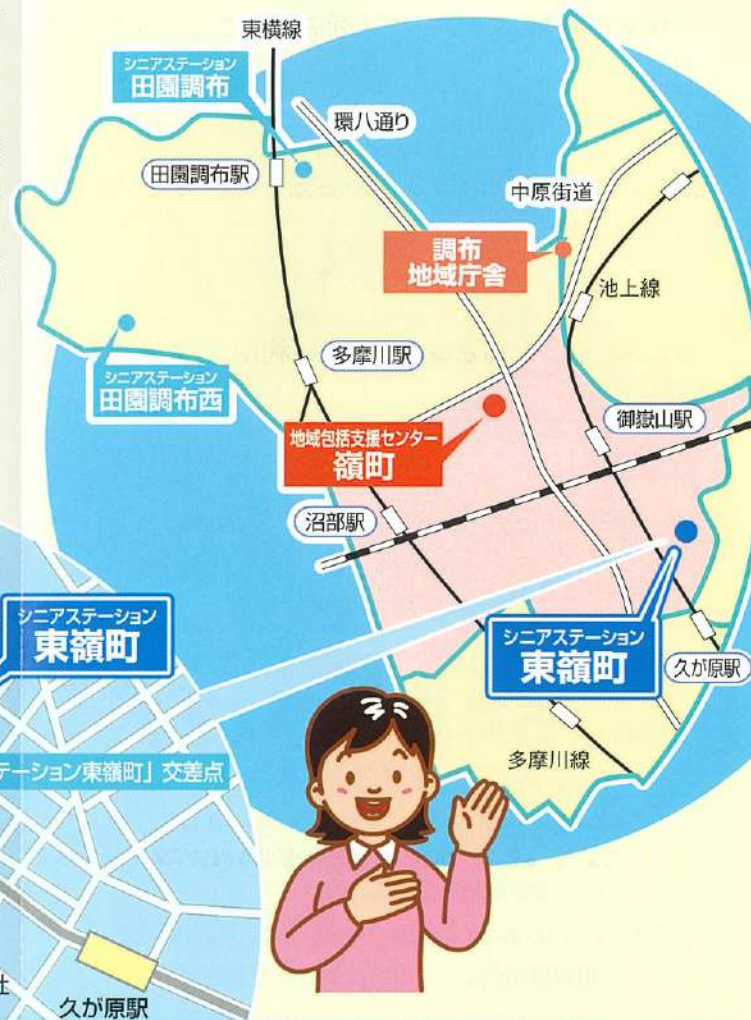 東横線
シニアステーション
田園調布
環八通り
田園調布駅
中原街道
調布
地域庁舎
池上線
多摩川駅
シニアステーション
田園調布西
御嶽山駅
地域包括支援センター
嶺町
沼部駅
シニアステーション
東嶺町
シニアステーション
東嶺町
久が原駅
テーション東嶺町」交差点
多摩川線
久が原駅